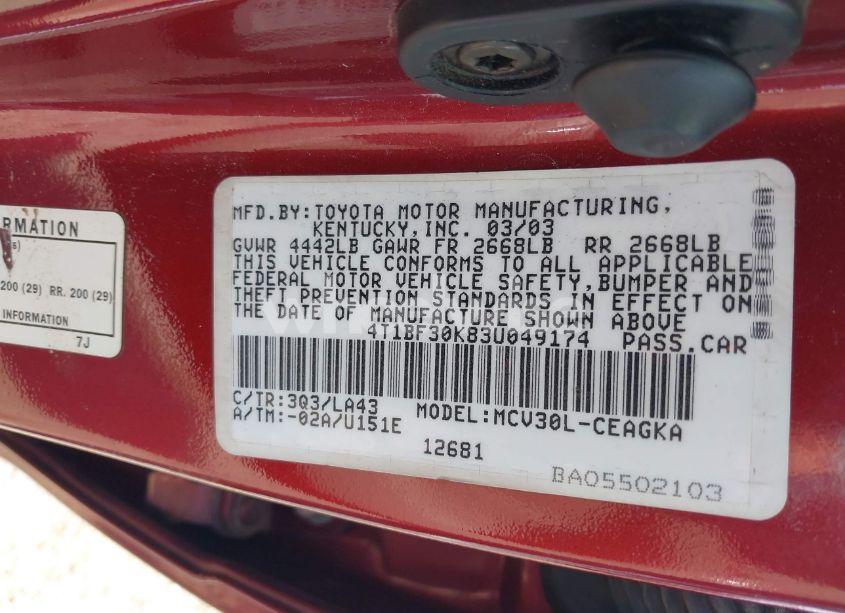 RMATION
s)
200 (29) RR. 200 (29)
INFORMATION
7J
MFD.BY:TOYOTA MOTOR MANUFACTURING,
KENTUCKY,INC. 03/03
GVWR 4442LB GAWR FR 2668LB RR 2668LB
THIS VEHICLE CONFORMS TO ALL APPLICABLE
FEDERAL MOTOR VEHICLE SAFETY,BUMPER AND
THEFT PREVENTION STANDARDS IN EFFECT ON
THE DATE OF MANUFACTURE SHOWN ABOVE
4T1BF30K83U049174 PASS.CAR
C/TR:3Q3/LA43 MODEL:MCV30L-CEAGKA
A/TM:-02A/U151E
12681
BA05502103